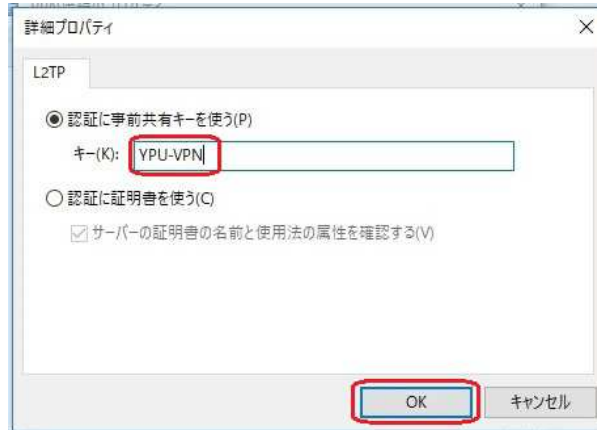 詳細プロパティ
L2TP
認証に事前共有キーを使う(P)
キー(K): YPU-VPN
認証に証明書を使う(C)
サーバーの証明書の名前と使用法の属性を確認する(V)
OK キャンセル